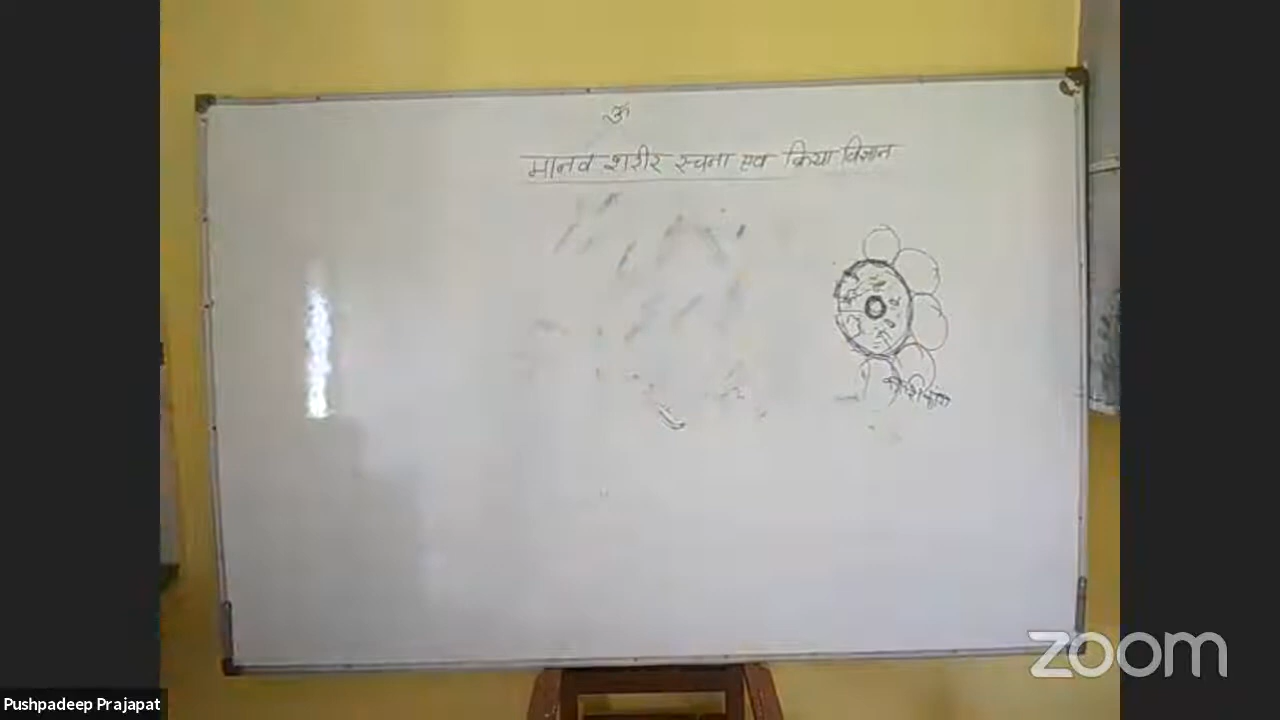 ॐ
मानव शरीर रचना एवं क्रिया विज्ञान
कोशिकांग
zoom
Pushpadeep Prajapat